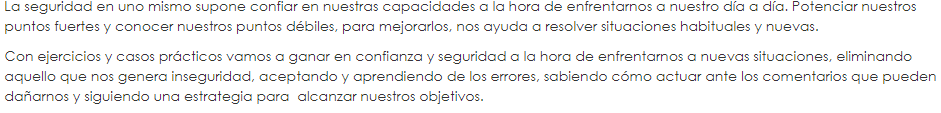 La seguridad en uno mismo supone confiar en nuestras capacidades a la hora de enfrentarnos a nuestro día a día. Potenciar nuestros
puntos fuertes y conocer nuestros puntos débiles, para mejorarlos, nos ayuda a resolver situaciones habituales y nuevas.
Con ejercicios y casos prácticos vamos a ganar en confianza y seguridad a la hora de enfrentarnos a nuevas situaciones, eliminando
aquello que nos genera inseguridad, aceptando y aprendiendo de los errores, sabiendo cómo actuar ante los comentarios que pueden
dañarnos y siguiendo una estrategia para  alcanzar nuestros objetivos.